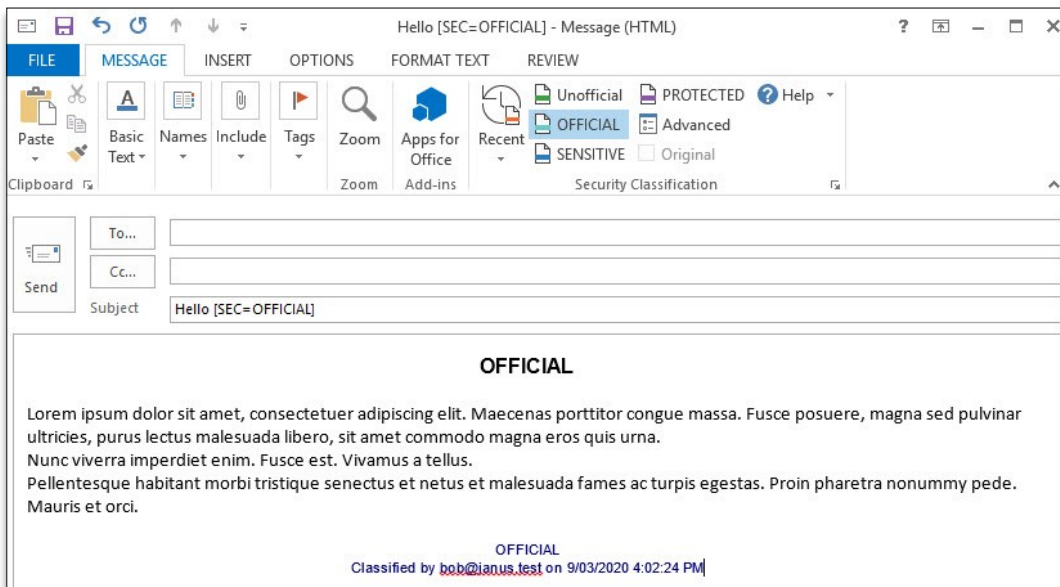 Hello [SEC=OFFICIAL] - Message (HTML)
?
FILE MESSAGE INSERT OPTIONS FORMAT TEXT REVIEW
Paste
Basic Text
Names
Include
Tags
Zoom
Apps for Office
Recent
Unofficial
OFFICIAL
SENSITIVE
PROTECTED
Advanced
Original
? Help
Clipboard
Zoom
Add-ins
Security Classification
Send
To...
Cc...
Subject Hello [SEC=OFFICIAL]
OFFICIAL
Lorem ipsum dolor sit amet, consectetuer adipiscing elit. Maecenas porttitor congue massa. Fusce posuere, magna sed pulvinar
ultricies, purus lectus malesuada libero, sit amet commodo magna eros quis urna.
Nunc viverra imperdiet enim. Fusce est. Vivamus a tellus.
Pellentesque habitant morbi tristique senectus et netus et malesuada fames ac turpis egestas. Proin pharetra nonummy pede.
Mauris et orci.
OFFICIAL
Classified by bob@janus.test on 9/03/2020 4:02:24 PM